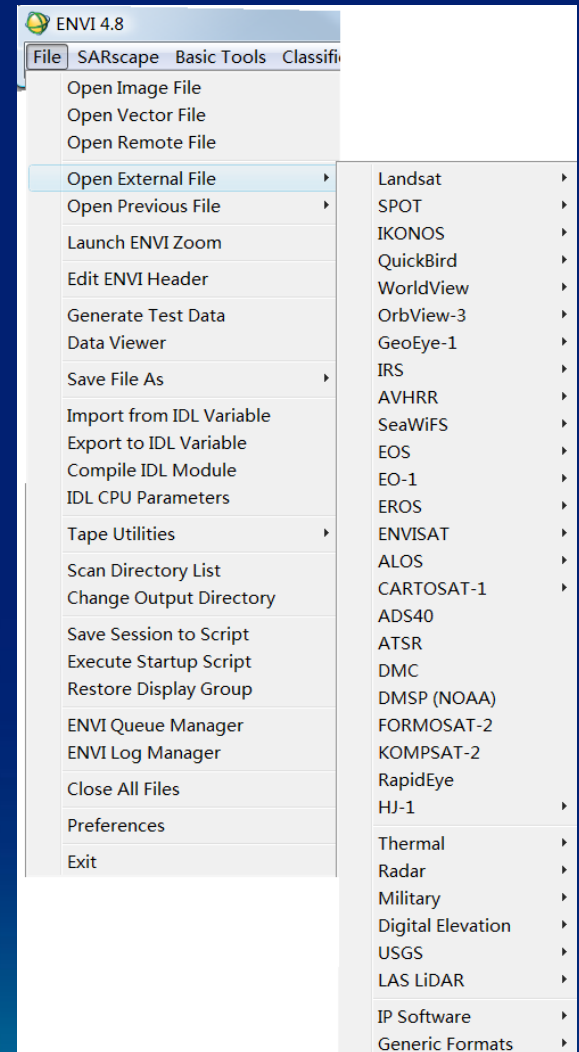 ENVI 4.8
File SARscape Basic Tools
Open Image File
Open Vector File
Open Remote File
Open External File
Open Previous File
Launch ENVI Zoom
Edit ENVI Header
Generate Test Data
Data Viewer
Save File As
Import from IDL Variable
Export to IDL Variable
Compile IDL Module
IDL CPU Parameters
Tape Utilities
Scan Directory List
Change Output Directory
Save Session to Script
Execute Startup Script
Restore Display Group
ENVI Queue Manager
ENVI Log Manager
Close All Files
Preferences
Exit
Landsat
SPOT
IKONOS
QuickBird
WorldView
OrbView-3
GeoEye-1
IRS
AVHRR
SeaWiFS
EOS
EO-1
EROS
ENVISAT
ALOS
CARTOSAT-1
ADS40
ATSR
DMC
DMSP (NOAA)
FORMOSAT-2
KOMPSAT-2
RapidEye
HJ-1
Thermal
Radar
Military
Digital Elevation
USGS
LAS LiDAR
IP Software
Generic Formats